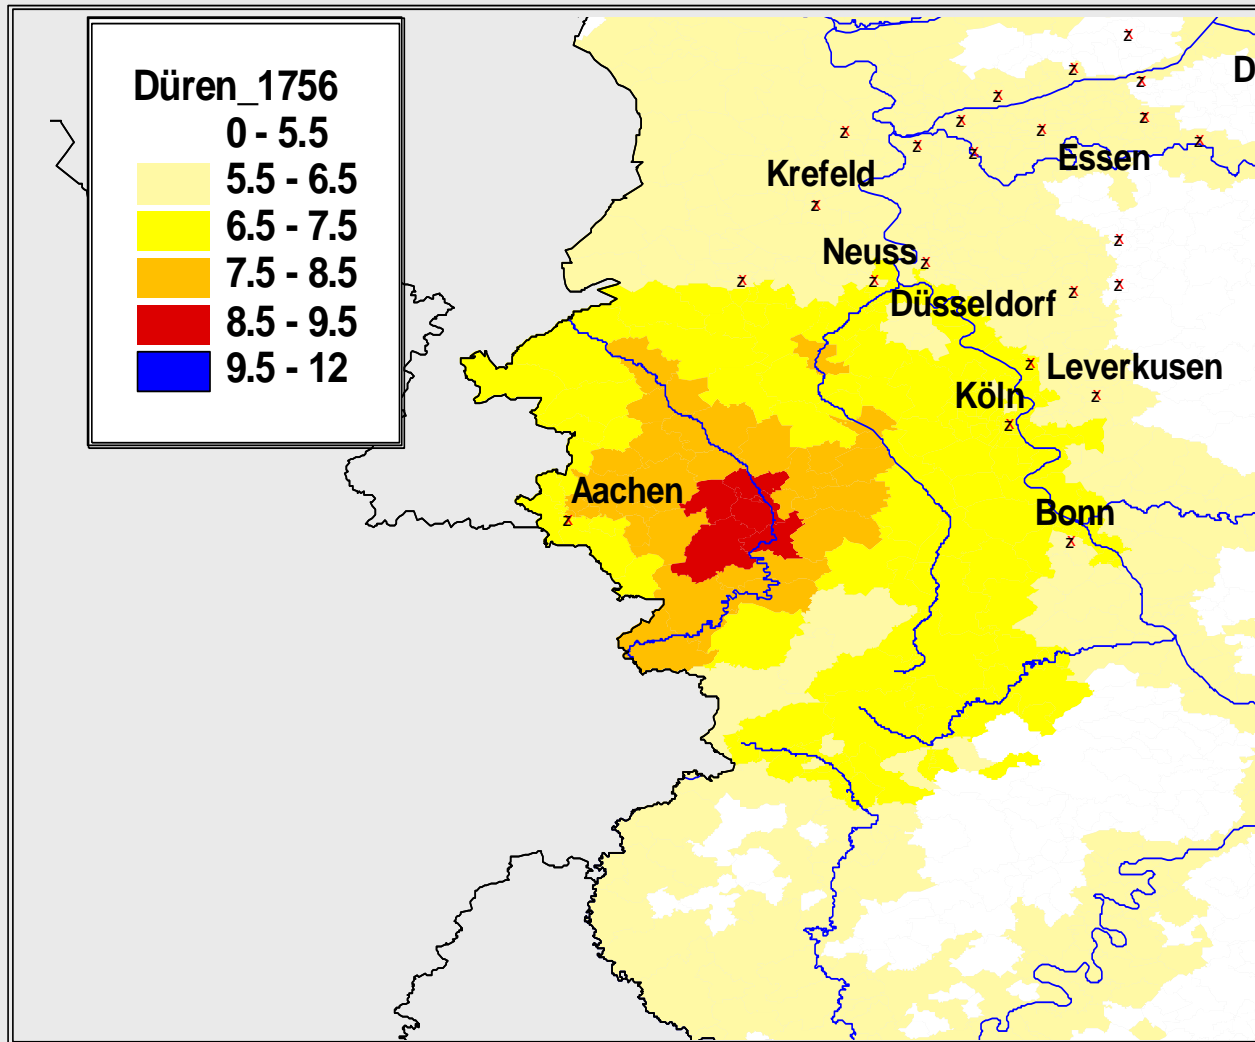 Düren_1756
0 - 5.5
5.5 - 6.5
6.5 - 7.5
7.5 - 8.5
8.5 - 9.5
9.5 - 12
D
Essen
Krefeld
Neuss
Düsseldorf
Leverkusen
Köln
Aachen
Bonn